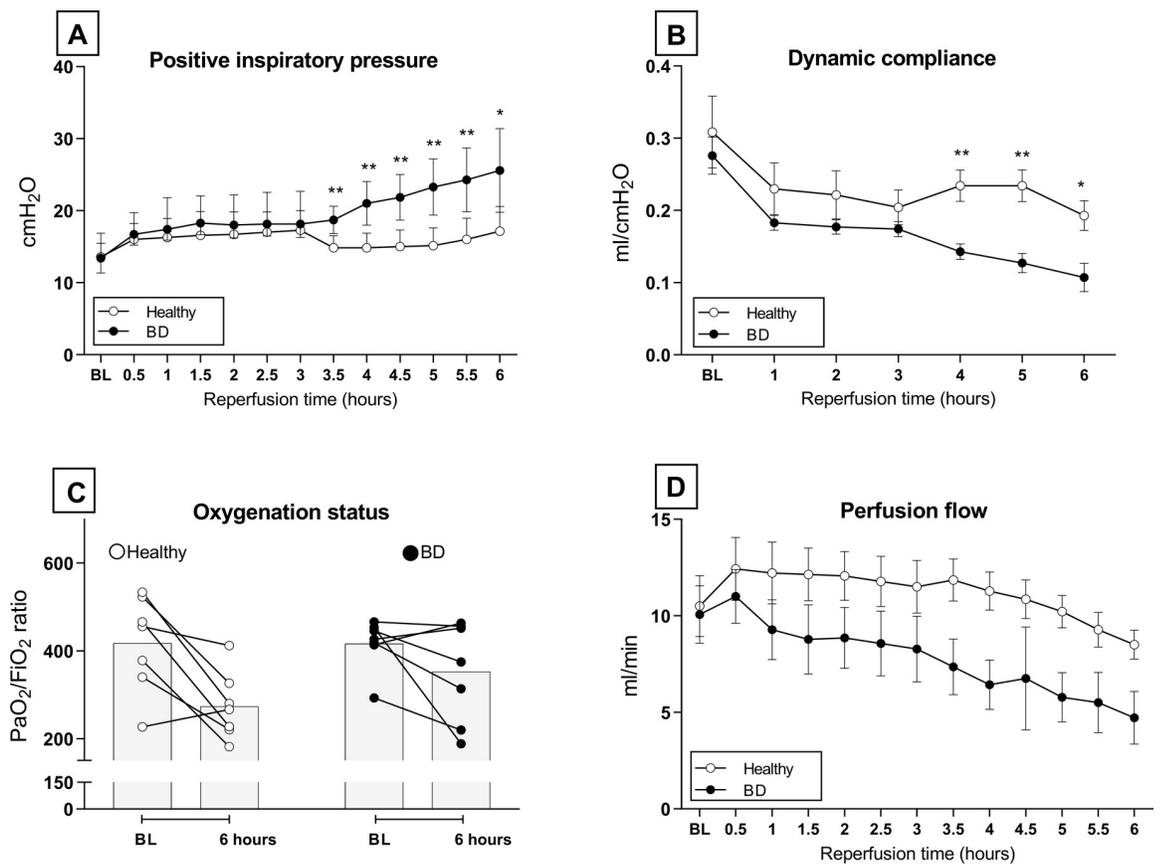 A
Positive inspiratory pressure
40
30
20
10
0
cmH2O
** ** ** ** ** *
Healthy
BD
BL 0.5 1 1.5 2 2.5 3 3.5 4 4.5 5 5.5 6
Reperfusion time (hours)
B
Dynamic compliance
0.4
0.3
0.2
0.1
0.0
ml/cmH2O
** ** *
Healthy
BD
BL 1 2 3 4 5 6
Reperfusion time (hours)
C
Oxygenation status
Healthy BD
600
400
200
150
0
PaO2/FiO2 ratio
BL 6 hours BL 6 hours
D
Perfusion flow
15
10
5
0
ml/min
Healthy
BD
BL 0.5 1 1.5 2 2.5 3 3.5 4 4.5 5 5.5 6
Reperfusion time (hours)